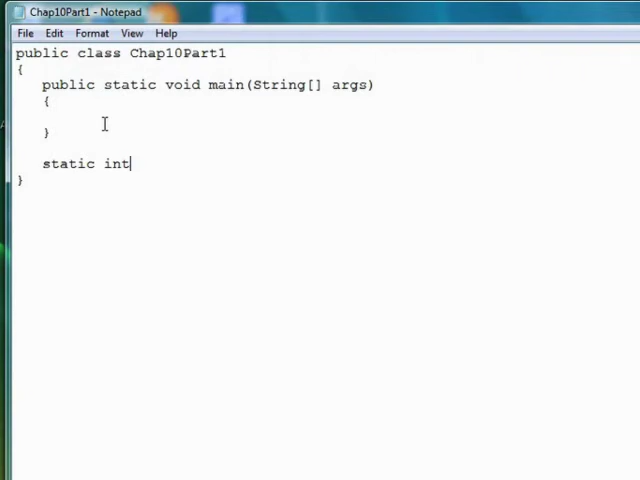 Chap10Part1 - Notepad
File Edit Format View Help
public class Chap10Part1
{
public static void main(String[] args)
{
}
static int
}